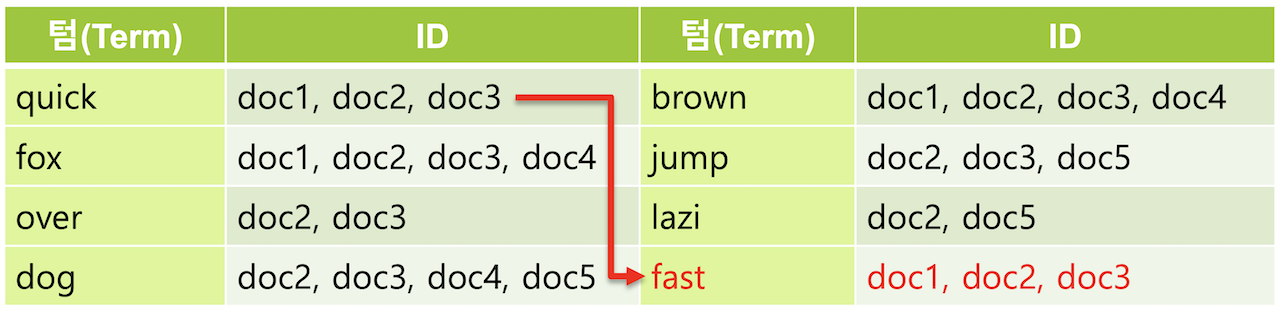 텀(Term) ID 텀(Term) ID
quick doc1, doc2, doc3 brown doc1, doc2, doc3, doc4
fox doc1, doc2, doc3, doc4 jump doc2, doc3, doc5
over doc2, doc3 lazi doc2, doc5
dog doc2, doc3, doc4, doc5 fast doc1, doc2, doc3